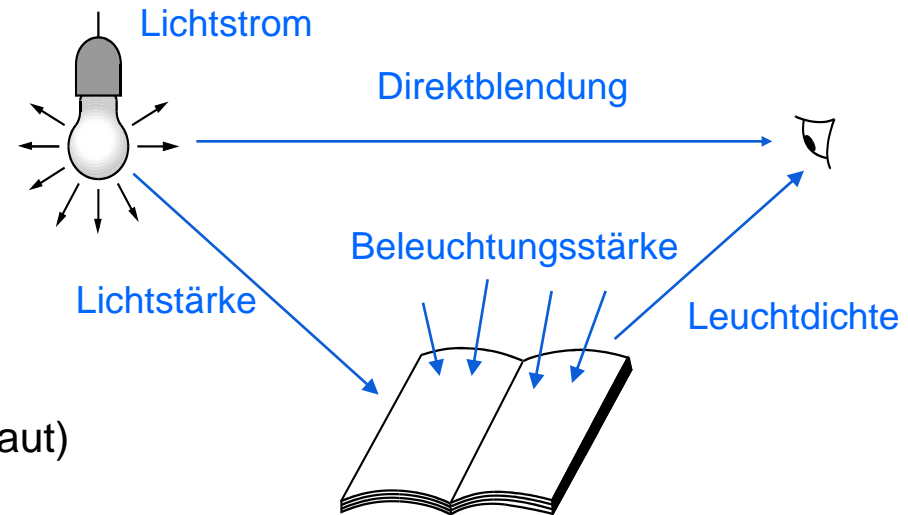 Lichtstrom
Direktblendung
Beleuchtungsstärke
Lichtstärke
Leuchtdichte
aut)